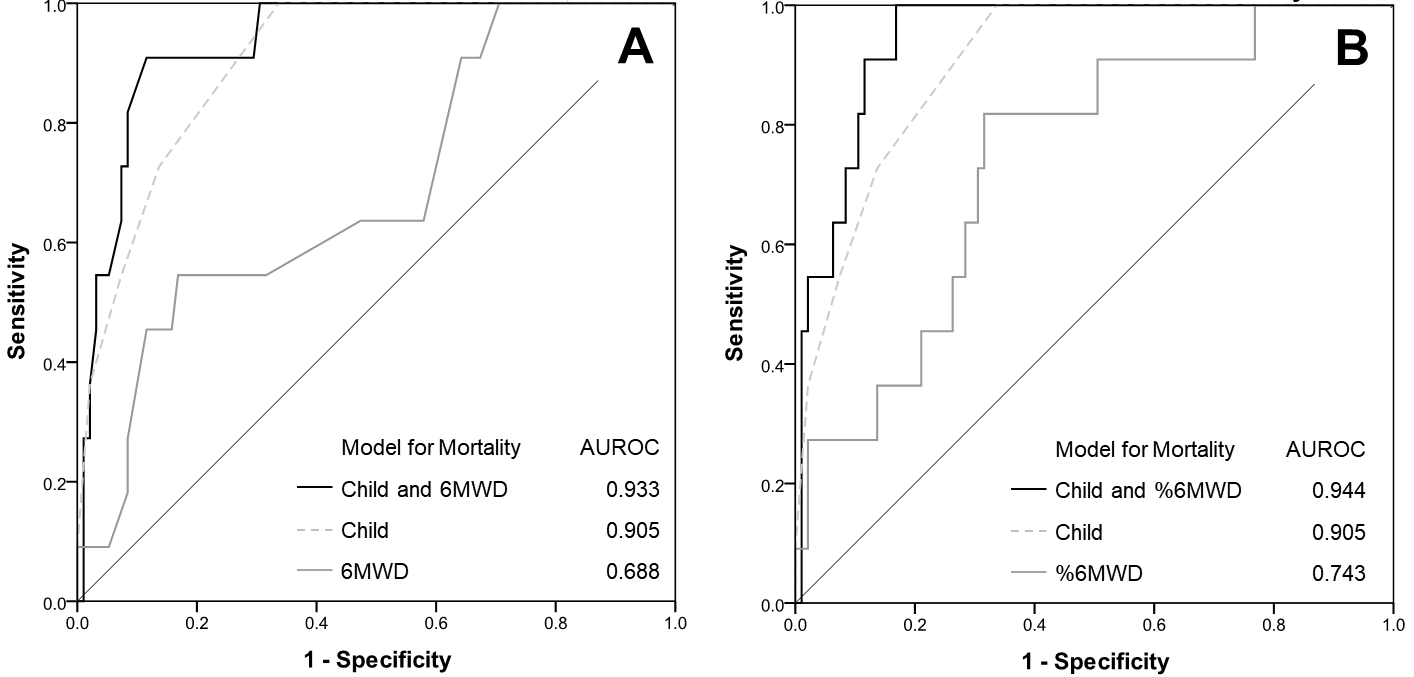 A
1.0
0.8
0.6
0.4
0.2
0.0
Sensitivity
Model for Mortality AUROC
Child and 6MWD 0.933
Child 0.905
6MWD 0.688
0.0 0.2 0.4 0.6 0.8 1.0
1 - Specificity
B
1.0
0.8
0.6
0.4
0.2
0.0
Sensitivity
Model for Mortality AUROC
Child and %6MWD 0.944
Child 0.905
%6MWD 0.743
0.0 0.2 0.4 0.6 0.8 1.0
1 - Specificity